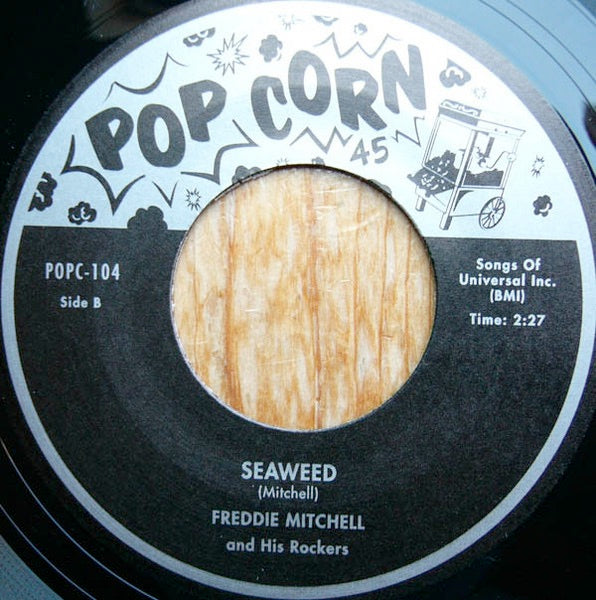 POP CORN
45
POPC-104
Side B
Songs Of
Universal Inc.
(BMI)
Time: 2:27
SEAWEED
(Mitchell)
FREDDIE MITCHELL
and His Rockers